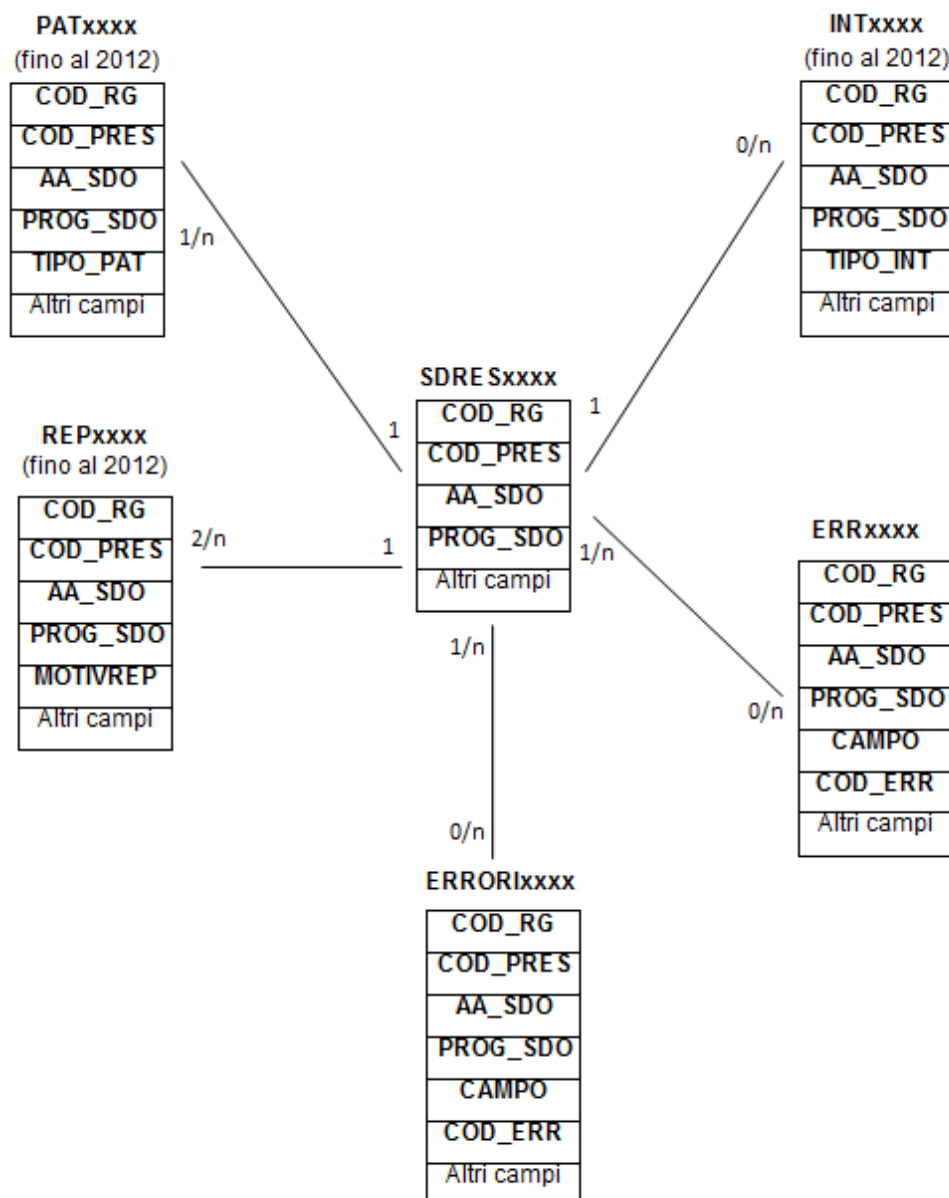 PATxxxx
(fino al 2012)
COD_RG
COD_PRES
AA_SDO
PROG_SDO
TIPO_PAT
Altri campi
1/n
INTxxxx
(fino al 2012)
COD_RG
COD_PRES
AA_SDO
PROG_SDO
TIPO_INT
Altri campi
0/n
SDRESxxxx
COD_RG
COD_PRES
AA_SDO
PROG_SDO
Altri campi
1
1
1
1/n
1/n
REPxxxx
(fino al 2012)
COD_RG
COD_PRES
AA_SDO
PROG_SDO
MOTIVREP
Altri campi
2/n
ERRxxxx
COD_RG
COD_PRES
AA_SDO
PROG_SDO
CAMPO
COD_ERR
Altri campi
0/n
0/n
ERRORIxxxx
COD_RG
COD_PRES
AA_SDO
PROG_SDO
CAMPO
COD_ERR
Altri campi